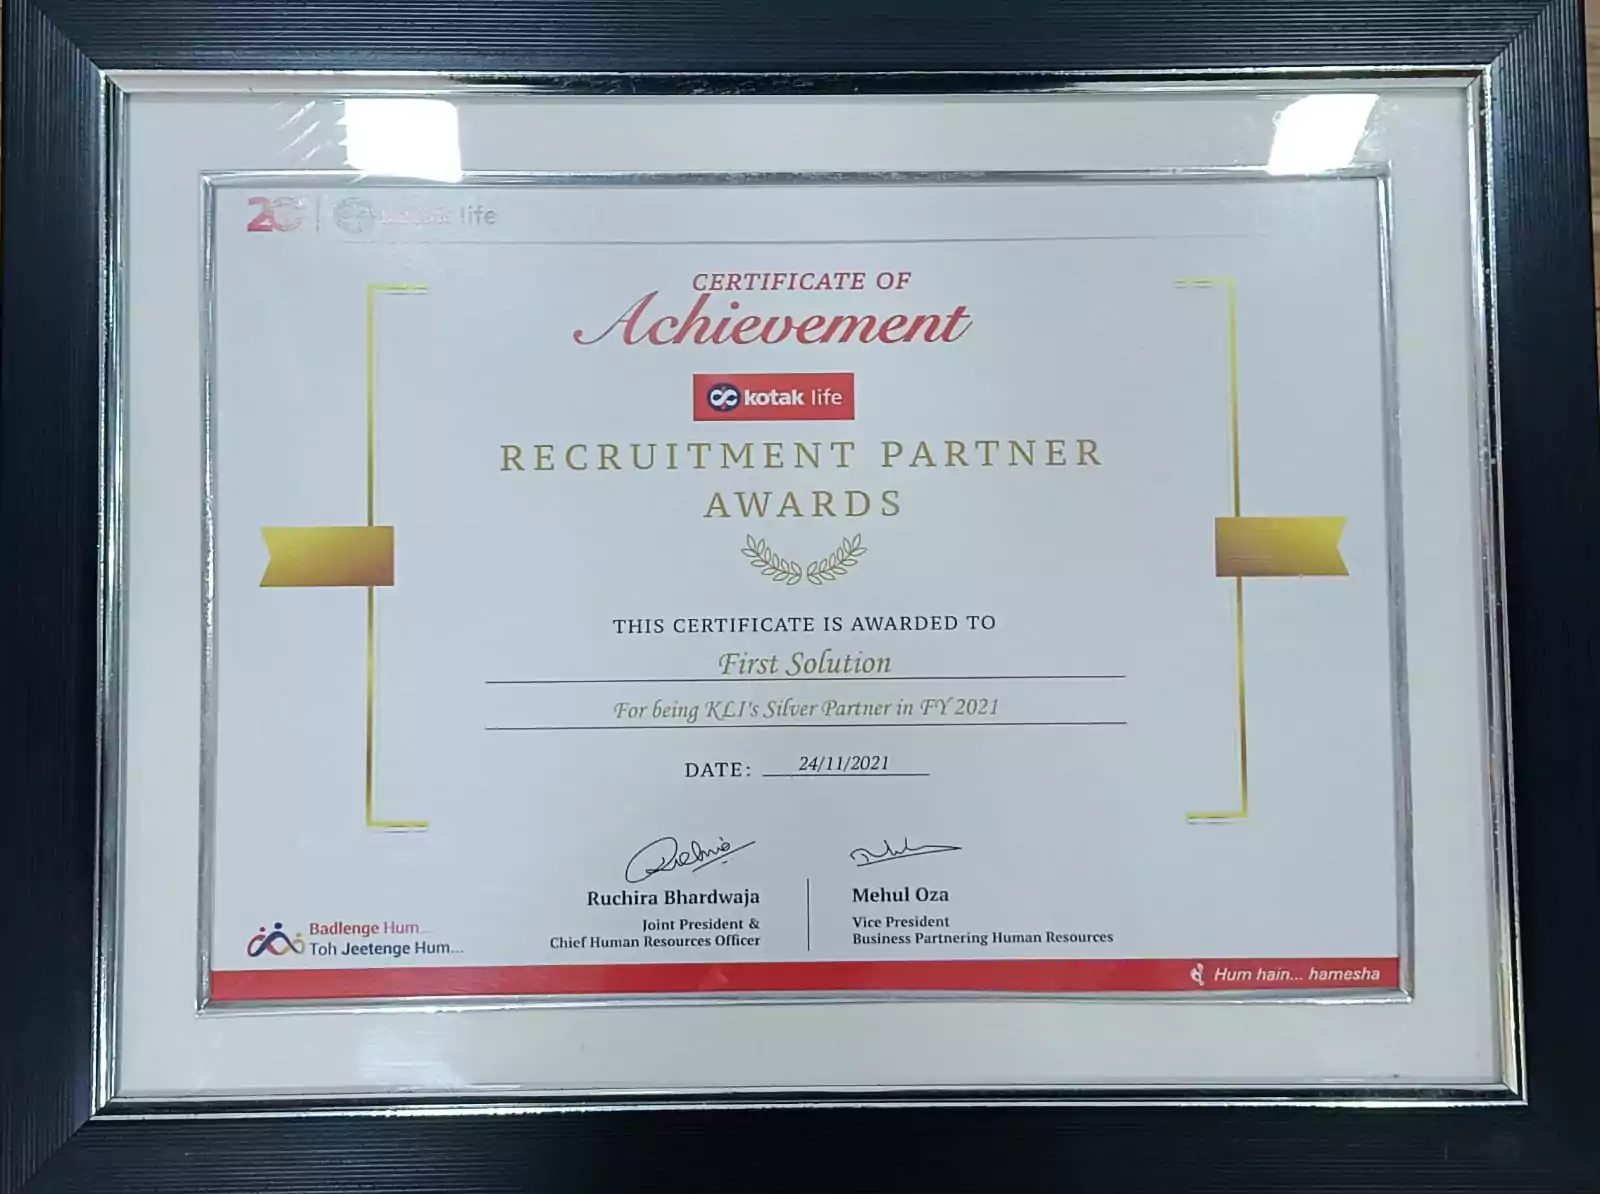 20 kotak life
CERTIFICATE OF
Achievement
kotak life
RECRUITMENT PARTNER
AWARDS
THIS CERTIFICATE IS AWARDED TO
First Solution
For being KLI's Silver Partner in FY 2021
DATE: 24/11/2021
Ruchira Bhardwaja
Joint President &
Chief Human Resources Officer
Mehul Oza
Vice President
Business Partnering Human Resources
Badlenge Hum...
Toh Jeetenge Hum...
Hum hain... hamesha